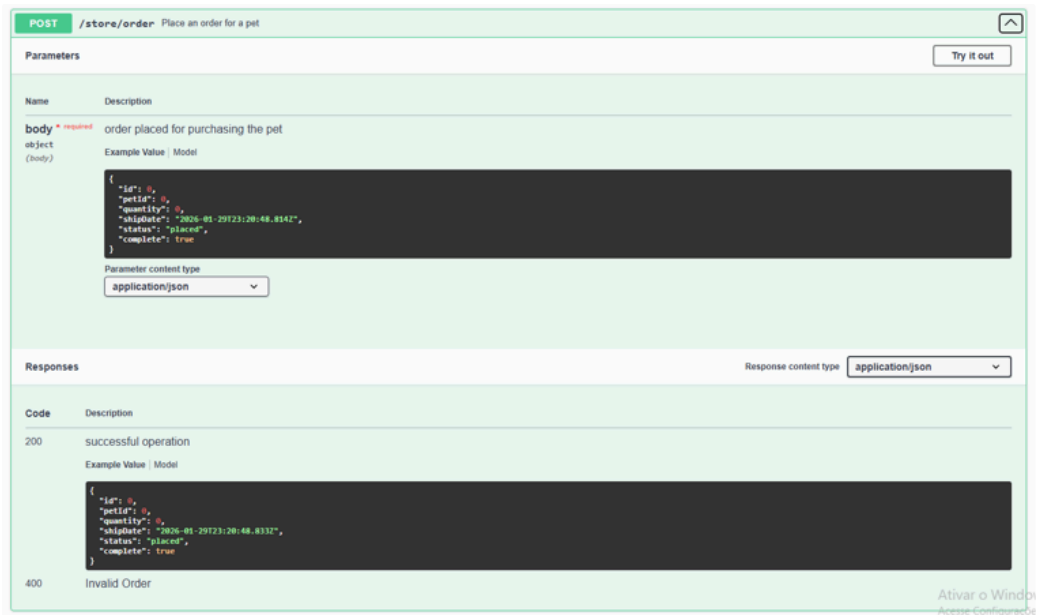 POST /store/order Place an order for a pet
Parameters Try it out
Name Description
body * required order placed for purchasing the pet
object
(body)
Example Value | Model
{
"id": 0,
"petId": 0,
"quantity": 0,
"shipDate": "2026-01-29T23:20:48.814Z",
"status": "placed",
"complete": true
}
Parameter content type
application/json
Responses Response content type application/json
Code Description
200 successful operation
Example Value | Model
{
"id": 0,
"petId": 0,
"quantity": 0,
"shipDate": "2026-01-29T23:20:48.833Z",
"status": "placed",
"complete": true
}
400 Invalid Order
Ativar o Window
Acesse Configurações